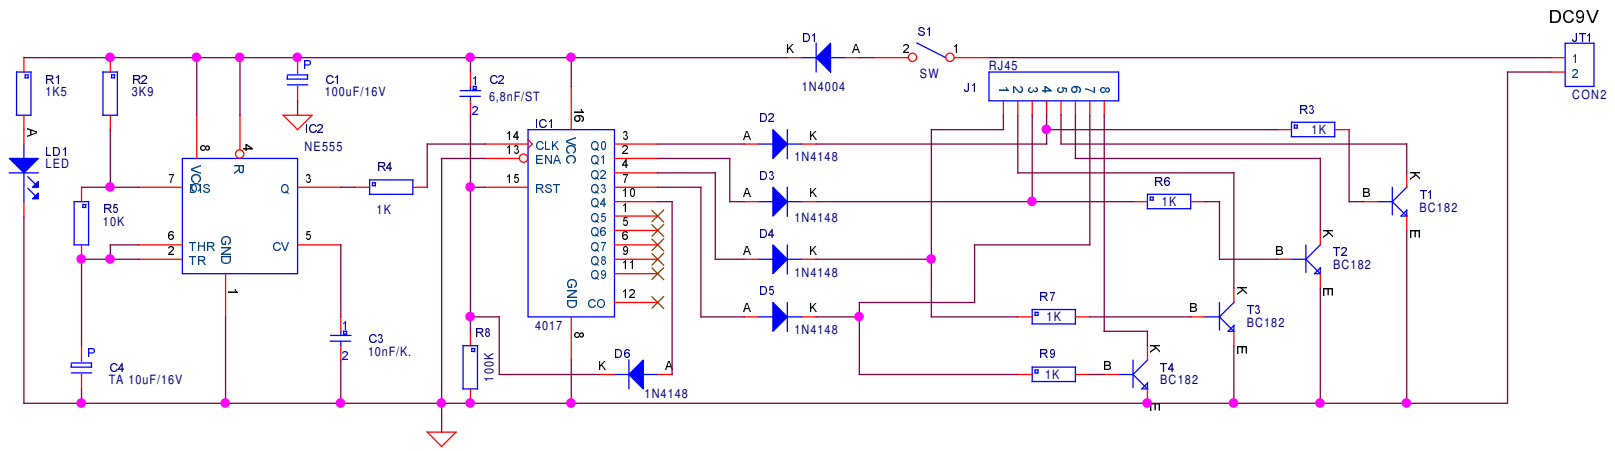 DC9V
JT1
1
2
CON2
S1
2
1
SW
D1
K
A
1N4004
RJ45
J1
1 2 3 4 5 6 7 8
R1
1K5
R2
3K9
P
C1
100uF/16V
C2
1
2
6,8nF/ST
A
LD1
LED
IC2
NE555
8
4
VCC
R
7
DIS
Q
3
R4
1K
R5
10K
6
THR
2
TR
GND
CV
5
1
1
2
C3
10nF/K.
P
C4
TA 10uF/16V
IC1
16
VCC
14
CLK
13
ENA
15
RST
Q0
3
Q1
2
Q2
4
Q3
7
Q4
10
Q5
1
Q6
5
Q7
6
Q8
9
Q9
11
GND
CO
12
4017
8
R8
100K
D6
K
A
1N4148
D2
A
K
1N4148
D3
A
K
1N4148
D4
A
K
1N4148
D5
A
K
1N4148
R3
1K
R6
1K
R7
1K
R9
1K
K
B
T1
BC182
E
K
B
T2
BC182
E
K
B
T3
BC182
E
K
B
T4
BC182
E